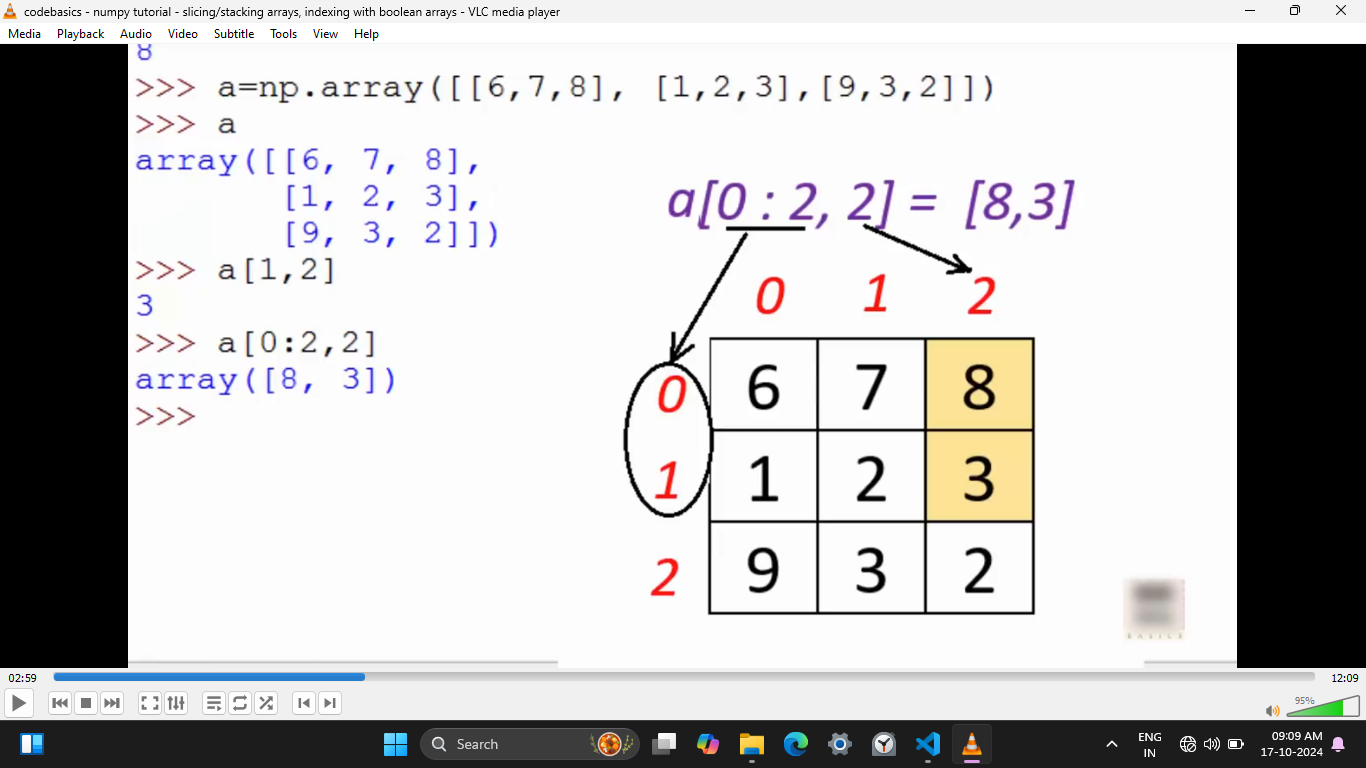 codebasics - numpy tutorial - slicing/stacking arrays, indexing with boolean arrays - VLC media player
Media Playback Audio Video Subtitle Tools View Help
8
>>> a=np.array([[6,7,8], [1,2,3],[9,3,2]])
>>> a
array([[6, 7, 8],
[1, 2, 3],
[9, 3, 2]])
>>> a[1,2]
3
>>> a[0:2,2]
array([8, 3])
>>>
a[0 : 2, 2] = [8,3]
0 1 2
0 6 7 8
1 1 2 3
2 9 3 2
BASICS
02:59 12:09
95%
Search
ENG
IN
09:09 AM
17-10-2024